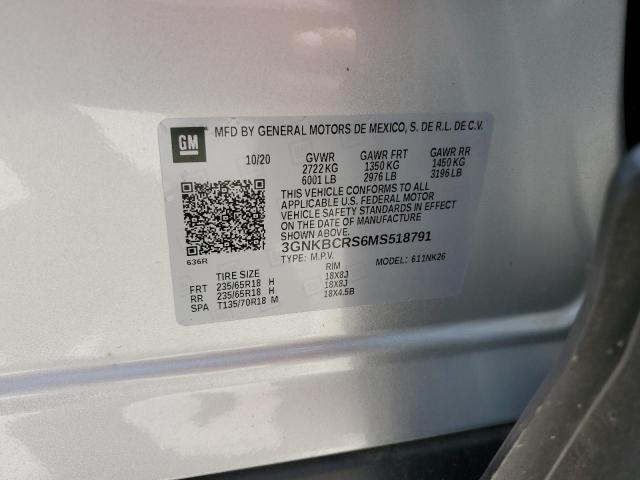 GM
MFD BY GENERAL MOTORS DE MEXICO, S. DE R.L. DE C.V.
10/20 GVWR GAWR FRT GAWR RR
2722 KG 1350 KG 1450 KG
6001 LB 2976 LB 3196 LB
THIS VEHICLE CONFORMS TO ALL
APPLICABLE U.S. FEDERAL MOTOR
VEHICLE SAFETY STANDARDS IN EFFECT
ON THE DATE OF MANUFACTURE
SHOWN ABOVE.
3GNKBCRS6MS518791
636R TYPE: M.P.V. MODEL: 611NK26
TIRE SIZE RIM
FRT 235/65R18 H 18X8J
RR 235/65R18 H 18X8J
SPA T135/70R18 M 18X4.5B